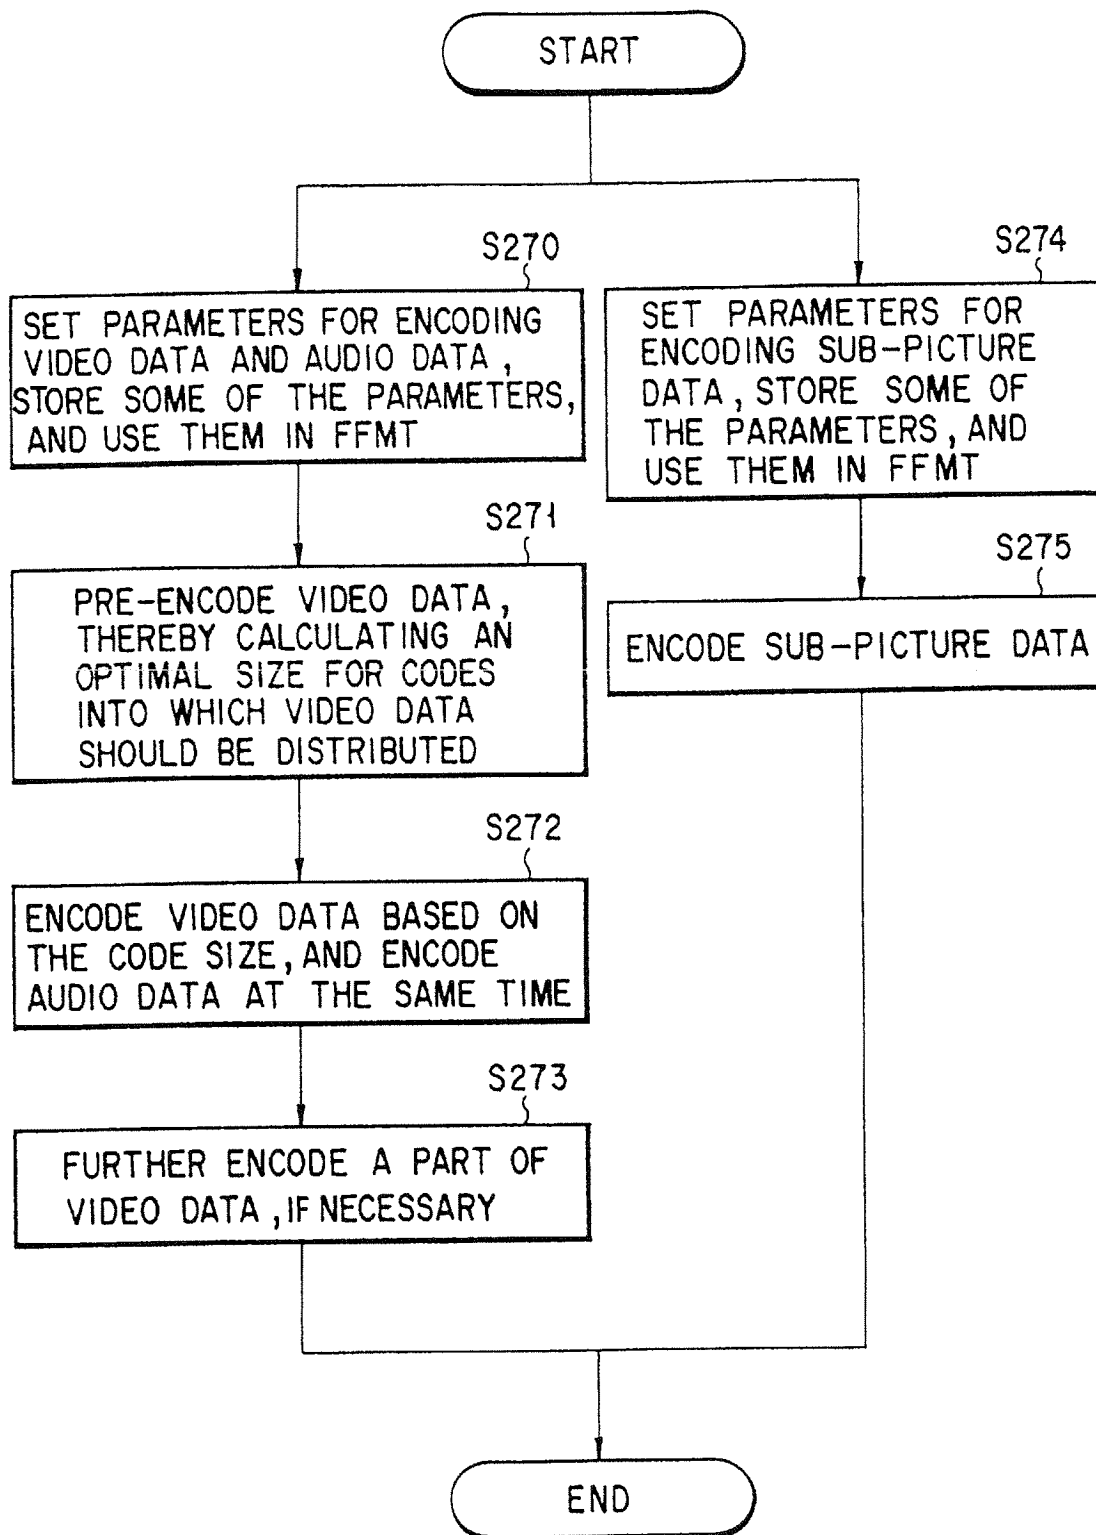 START
S270
SET PARAMETERS FOR ENCODING
VIDEO DATA AND AUDIO DATA,
STORE SOME OF THE PARAMETERS,
AND USE THEM IN FFMT
S271
PRE-ENCODE VIDEO DATA,
THEREBY CALCULATING AN
OPTIMAL SIZE FOR CODES
INTO WHICH VIDEO DATA
SHOULD BE DISTRIBUTED
S272
ENCODE VIDEO DATA BASED ON
THE CODE SIZE, AND ENCODE
AUDIO DATA AT THE SAME TIME
S273
FURTHER ENCODE A PART OF
VIDEO DATA, IF NECESSARY
S274
SET PARAMETERS FOR
ENCODING SUB-PICTURE
DATA, STORE SOME OF
THE PARAMETERS, AND
USE THEM IN FFMT
S275
ENCODE SUB-PICTURE DATA
END